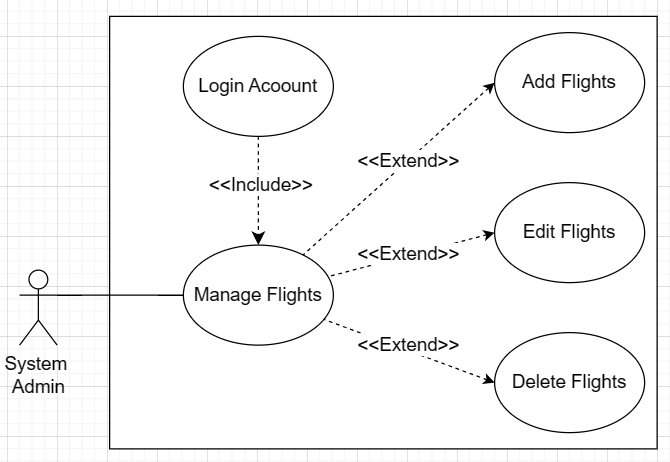 Login Acoount
Add Flights
<<Extend>>
<<Include>>
Edit Flights
<<Extend>>
Manage Flights
<<Extend>>
System
Admin
Delete Flights